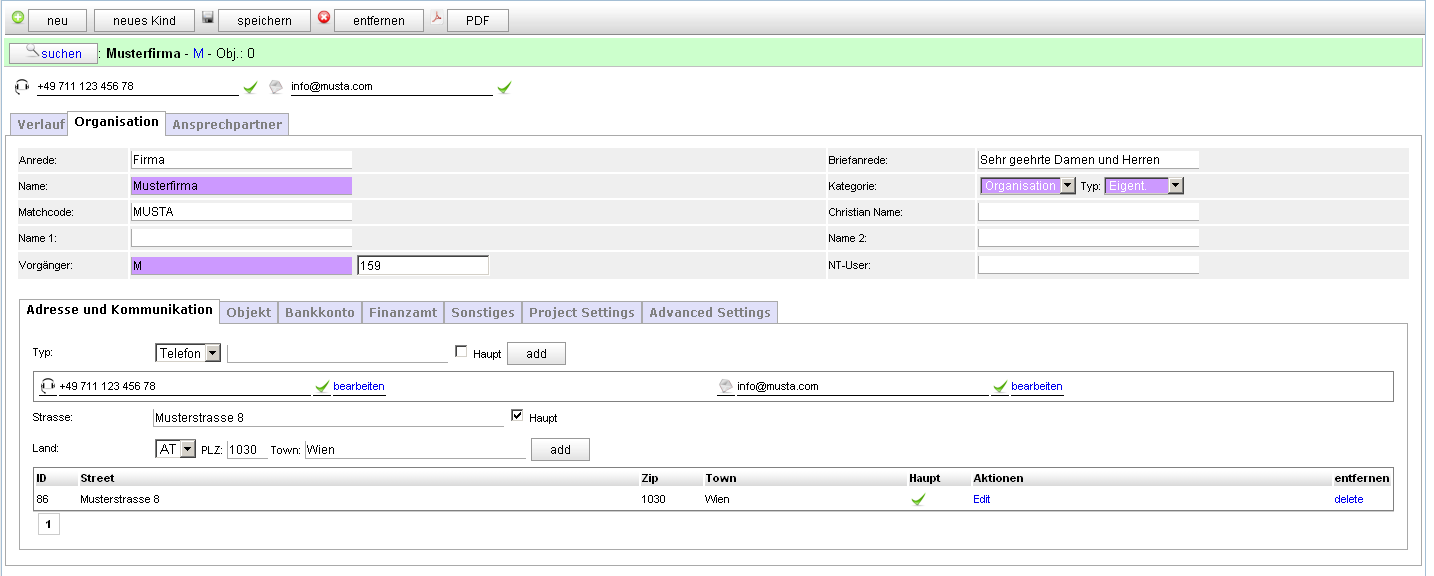 neu neues Kind speichern entfernen PDF
suchen : Musterfirma - M - Obj.: 0
+49 711 123 456 78 info@musta.com
Verlauf Organisation Ansprechpartner
Anrede: Firma Briefanrede: Sehr geehrte Damen und Herren
Name: Musterfirma Kategorie: Organisation Typ: Eigent.
Matchcode: MUSTA Christian Name:
Name 1: Name 2:
Vorgänger: M 159 NT-User:
Adresse und Kommunikation Objekt Bankkonto Finanzamt Sonstiges Project Settings Advanced Settings
Typ: Telefon Haupt add
+49 711 123 456 78 bearbeiten info@musta.com bearbeiten
Strasse: Musterstrasse 8 Haupt
Land: AT PLZ: 1030 Town: Wien add
ID Street Zip Town Haupt Aktionen entfernen
86 Musterstrasse 8 1030 Wien Edit delete
1